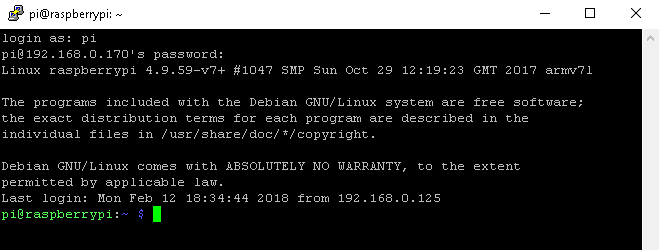 pi@raspberrypi: ~
login as: pi
pi@192.168.0.170's password:
Linux raspberrypi 4.9.59-v7+ #1047 SMP Sun Oct 29 12:19:23 GMT 2017 armv7l
The programs included with the Debian GNU/Linux system are free software;
the exact distribution terms for each program are described in the
individual files in /usr/share/doc/*/copyright.
Debian GNU/Linux comes with ABSOLUTELY NO WARRANTY, to the extent
permitted by applicable law.
Last login: Mon Feb 12 18:34:44 2018 from 192.168.0.125
pi@raspberrypi:~ $